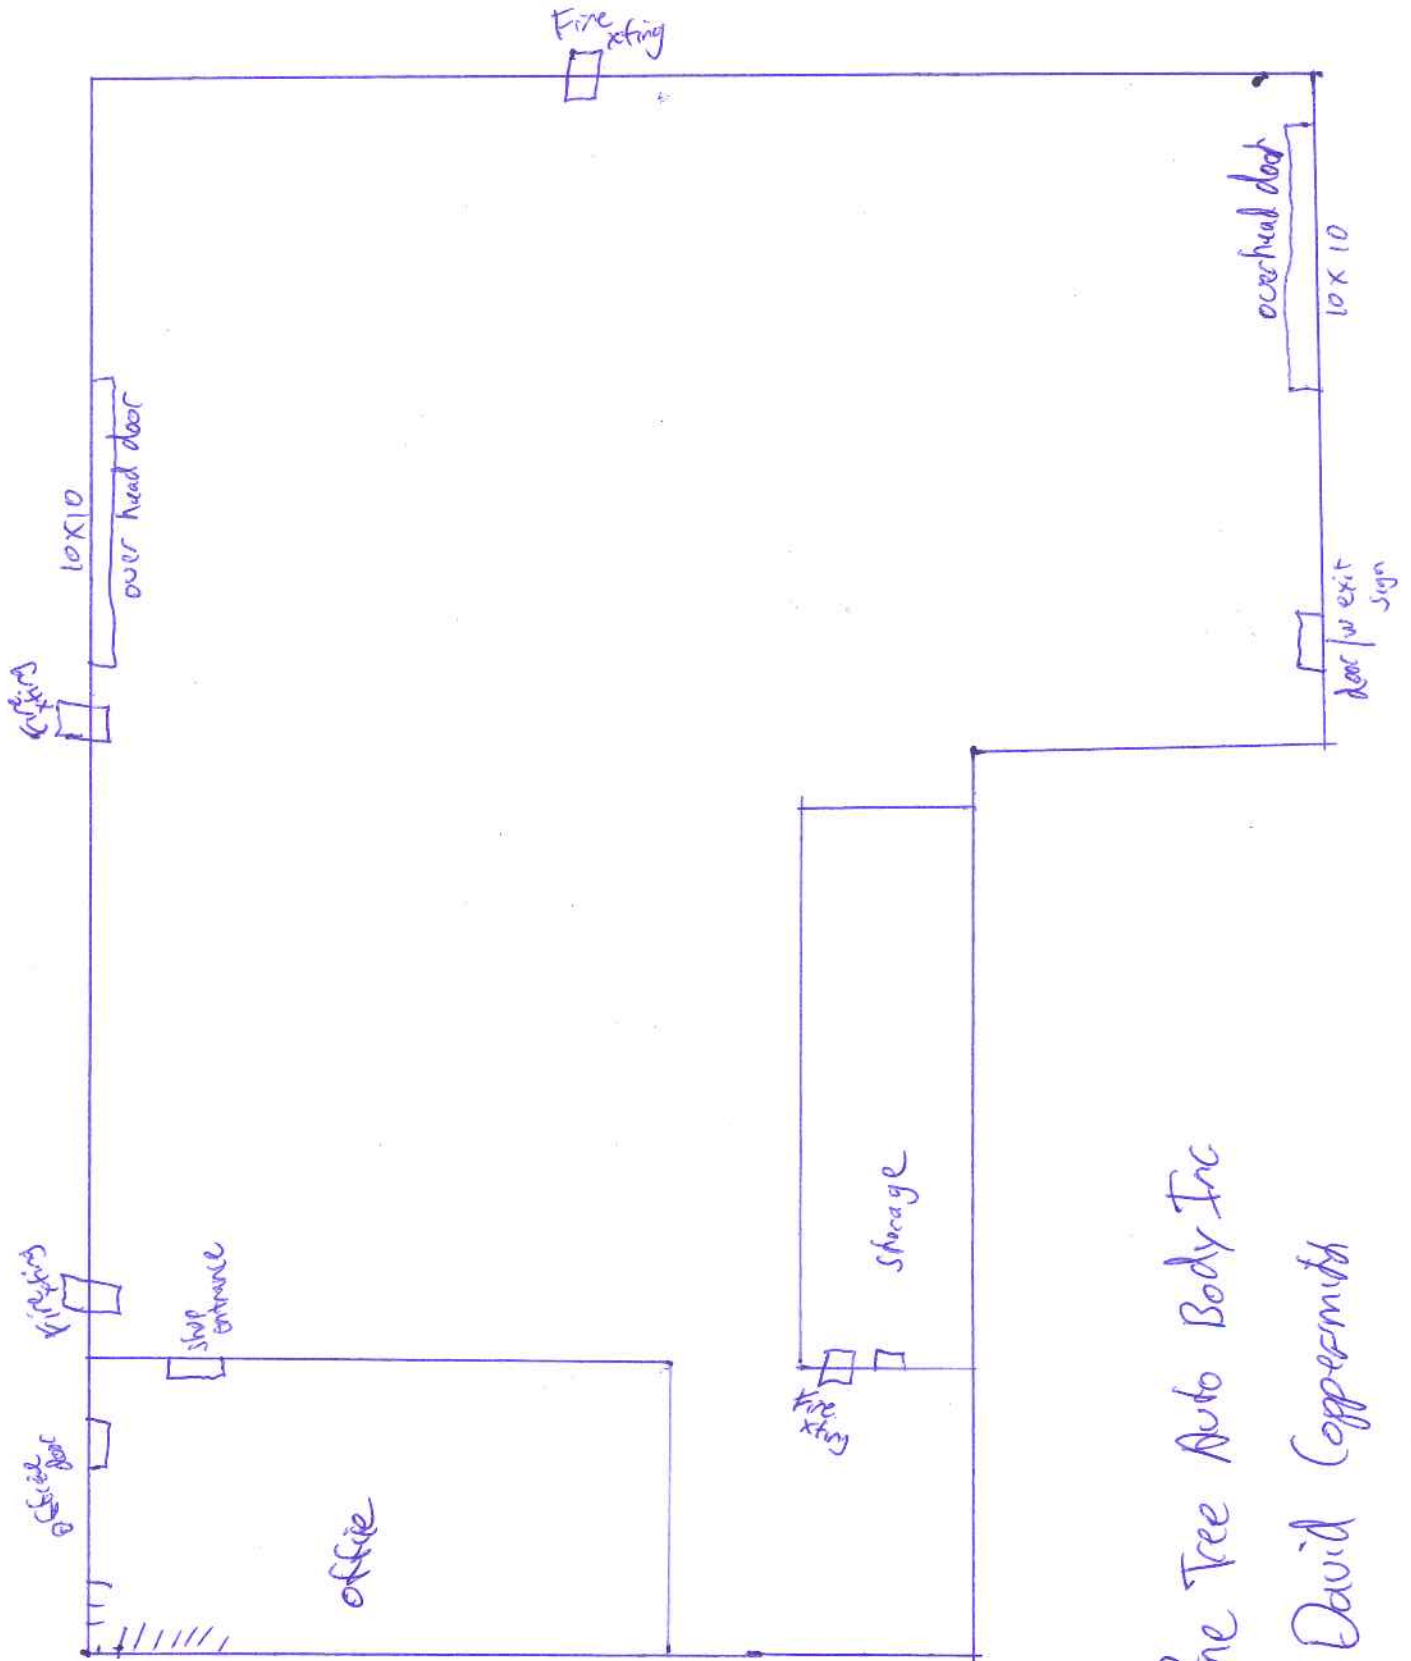 Fire
xting
overhead door
10 X 10
10X10
over head door
door/w exit
sign
Fire
xting
Fire xting
shop
entrance
storage
Fire
xting
office
door
office
ne Tree Auto Body Inc
David Coppersmith